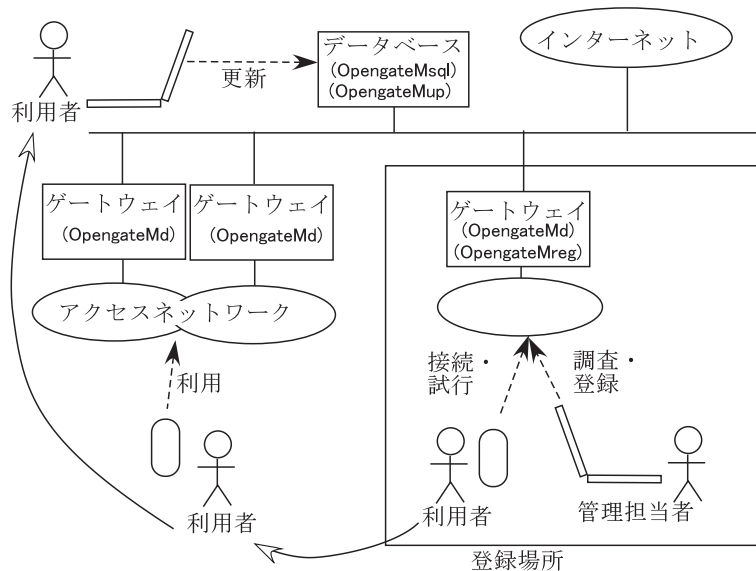 データベース
(OpengateMsql)
(OpengateMup)
インターネット
更新
利用者
ゲートウェイ
(OpengateMd)
ゲートウェイ
(OpengateMd)
ゲートウェイ
(OpengateMd)
(OpengateMreg)
アクセスネットワーク
利用
接続・
試行
調査・
登録
利用者
利用者
管理担当者
登録場所